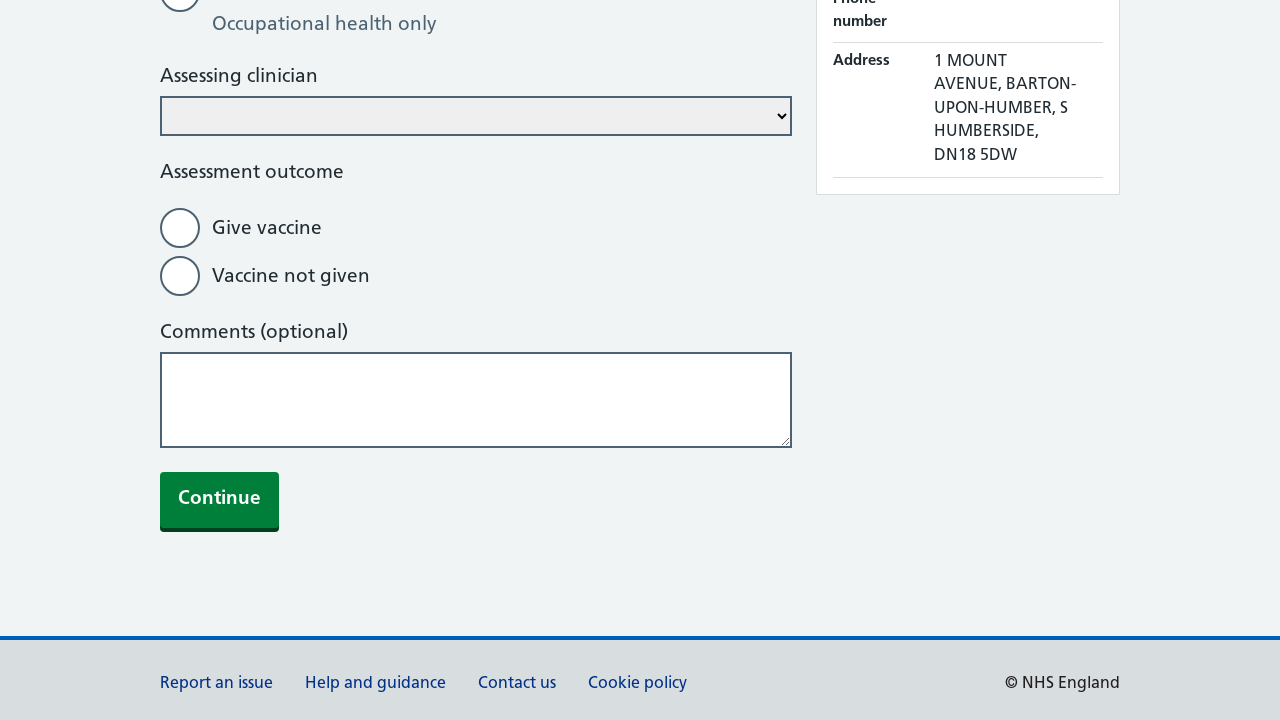 Occupational health only
Assessing clinician
Assessment outcome
Give vaccine
Vaccine not given
Comments (optional)
Continue
Phone
number
Address
1 MOUNT
AVENUE, BARTON-
UPON-HUMBER, S
HUMBERSIDE,
DN18 5DW
Report an issue
Help and guidance
Contact us
Cookie policy
© NHS England